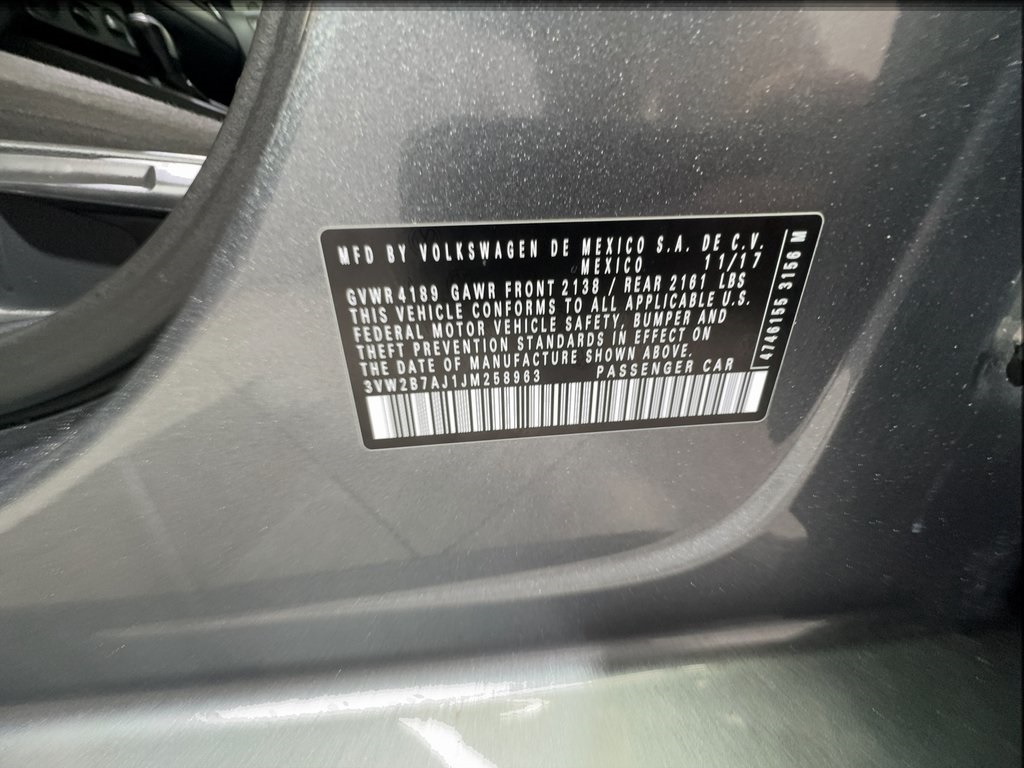 MFD BY VOLKSWAGEN DE MEXICO S.A. DE C.V.
MEXICO 11/17
GVWR 4189 GAWR FRONT 2138 / REAR 2161 LBS
THIS VEHICLE CONFORMS TO ALL APPLICABLE U.S.
FEDERAL MOTOR VEHICLE SAFETY, BUMPER AND
THEFT PREVENTION STANDARDS IN EFFECT ON
THE DATE OF MANUFACTURE SHOWN ABOVE.
3VW2B7AJ1JM258963 PASSENGER CAR
4746155 3156 M